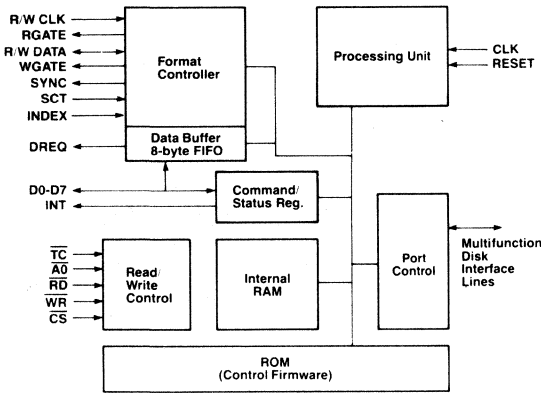 R/W CLK
RGATE
R/W DATA
WGATE
SYNC
SCT
INDEX
DREQ
D0-D7
INT
TC
A0
RD
WR
CS
Format
Controller
Data Buffer
8-byte FIFO
Processing Unit
CLK
RESET
Command/
Status Reg.
Read/
Write
Control
Internal
RAM
Port
Control
Multifunction
Disk
Interface
Lines
ROM
(Control Firmware)